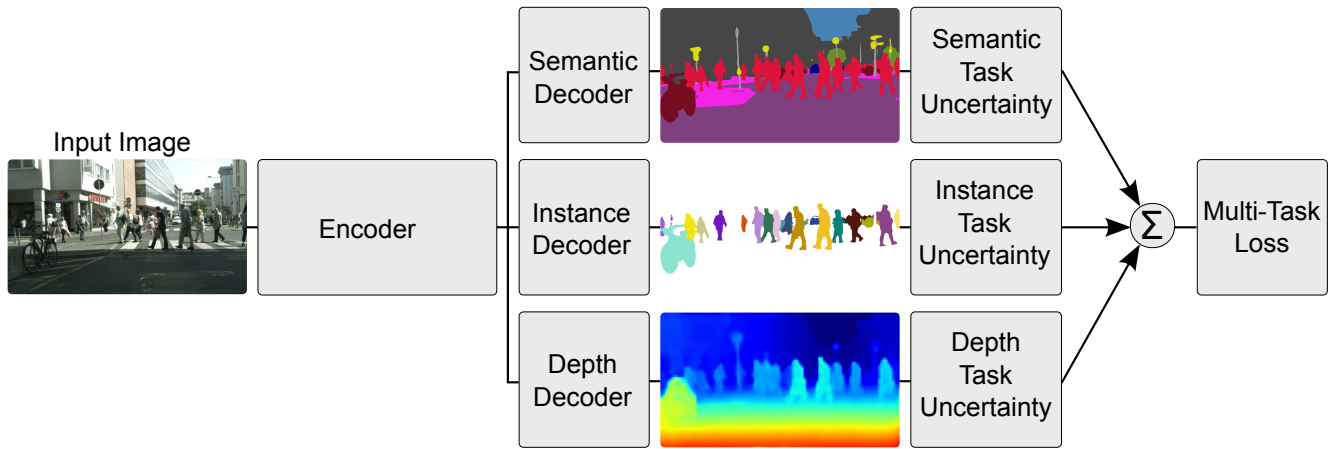 Input Image
Encoder
Semantic
Decoder
Instance
Decoder
Depth
Decoder
Semantic
Task
Uncertainty
Instance
Task
Uncertainty
Depth
Task
Uncertainty
Σ
Multi-Task
Loss